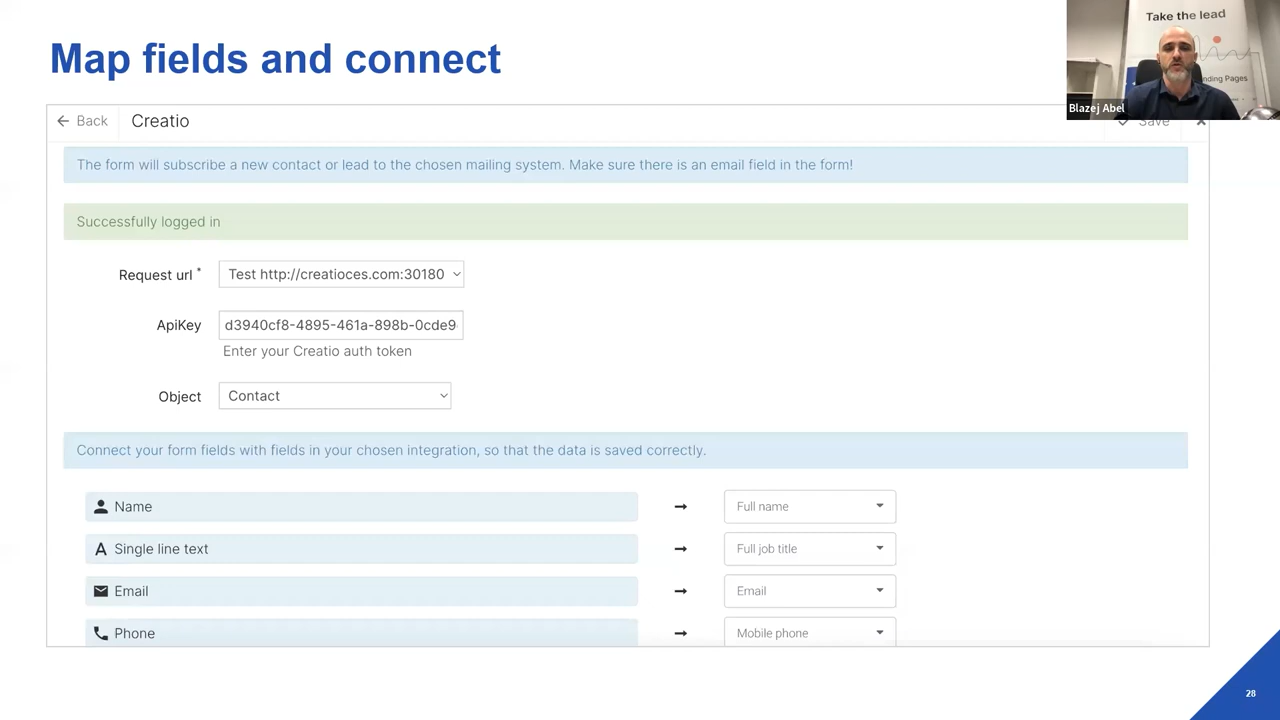 Map fields and connect
Take the lead
nding Pages
Blazej Abel
Back
Creatio
Save
The form will subscribe a new contact or lead to the chosen mailing system. Make sure there is an email field in the form!
Successfully logged in
Request url *
Test http://creatioces.com:30180
ApiKey
d3940cf8-4895-461a-898b-0cde9
Enter your Creatio auth token
Object
Contact
Connect your form fields with fields in your chosen integration, so that the data is saved correctly.
Name
Full name
Single line text
Full job title
Email
Email
Phone
Mobile phone
28